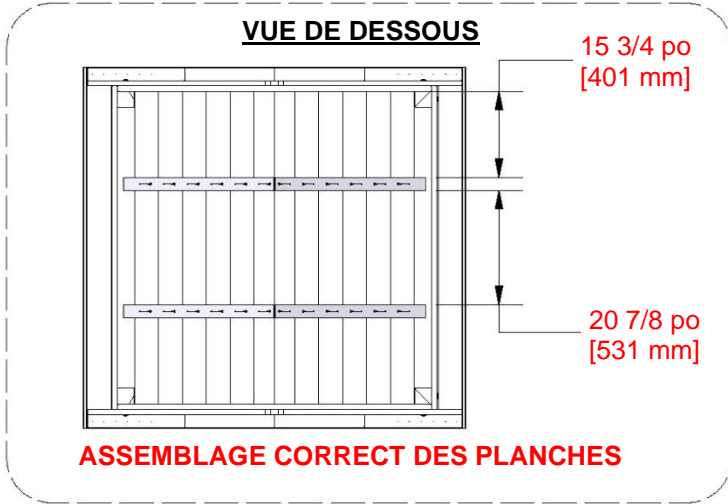 VUE DE DESSOUS
15 3/4 po
[401 mm]
20 7/8 po
[531 mm]
ASSEMBLAGE CORRECT DES PLANCHES